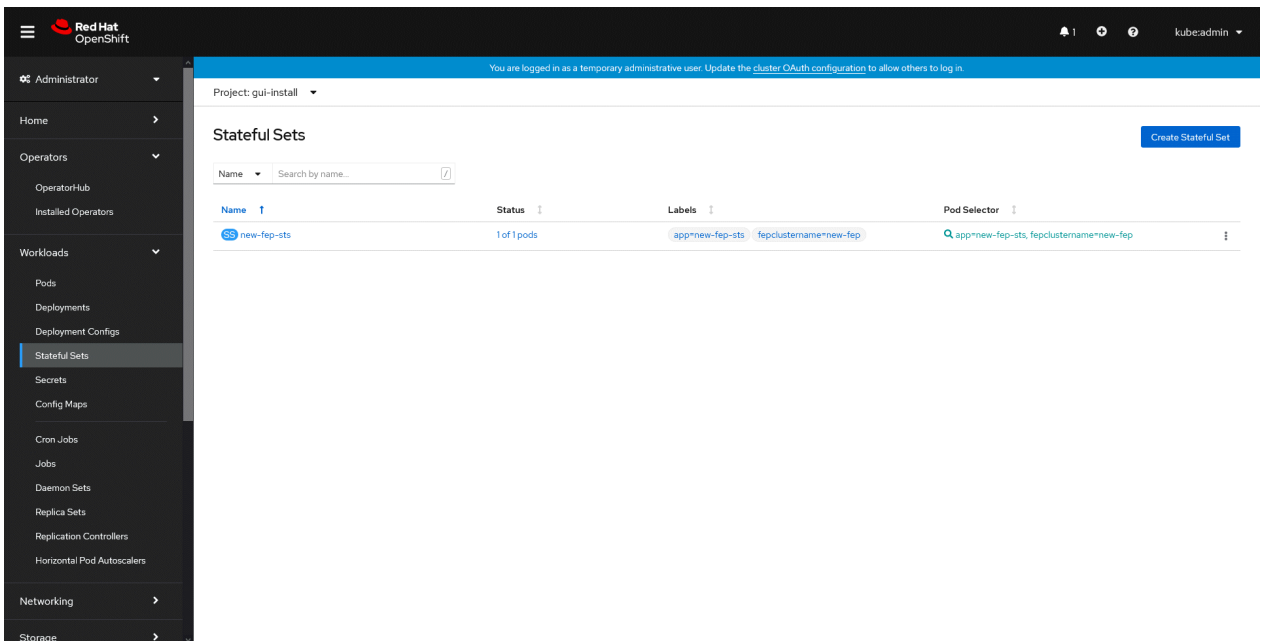 Red Hat
OpenShift
1
kube:admin
Administrator
You are logged in as a temporary administrative user. Update the cluster OAuth configuration to allow others to log in.
Project: gui-install
Home
Operators
OperatorHub
Installed Operators
Workloads
Pods
Deployments
Deployment Configs
Stateful Sets
Secrets
Config Maps
Cron Jobs
Jobs
Daemon Sets
Replica Sets
Replication Controllers
Horizontal Pod Autoscalers
Networking
Storage
Stateful Sets
Create Stateful Set
Name Search by name... /
Name Status Labels Pod Selector
SS new-fep-sts 1 of 1 pods app=new-fep-sts fepclustername=new-fep app=new-fep-sts, fepclustername=new-fep